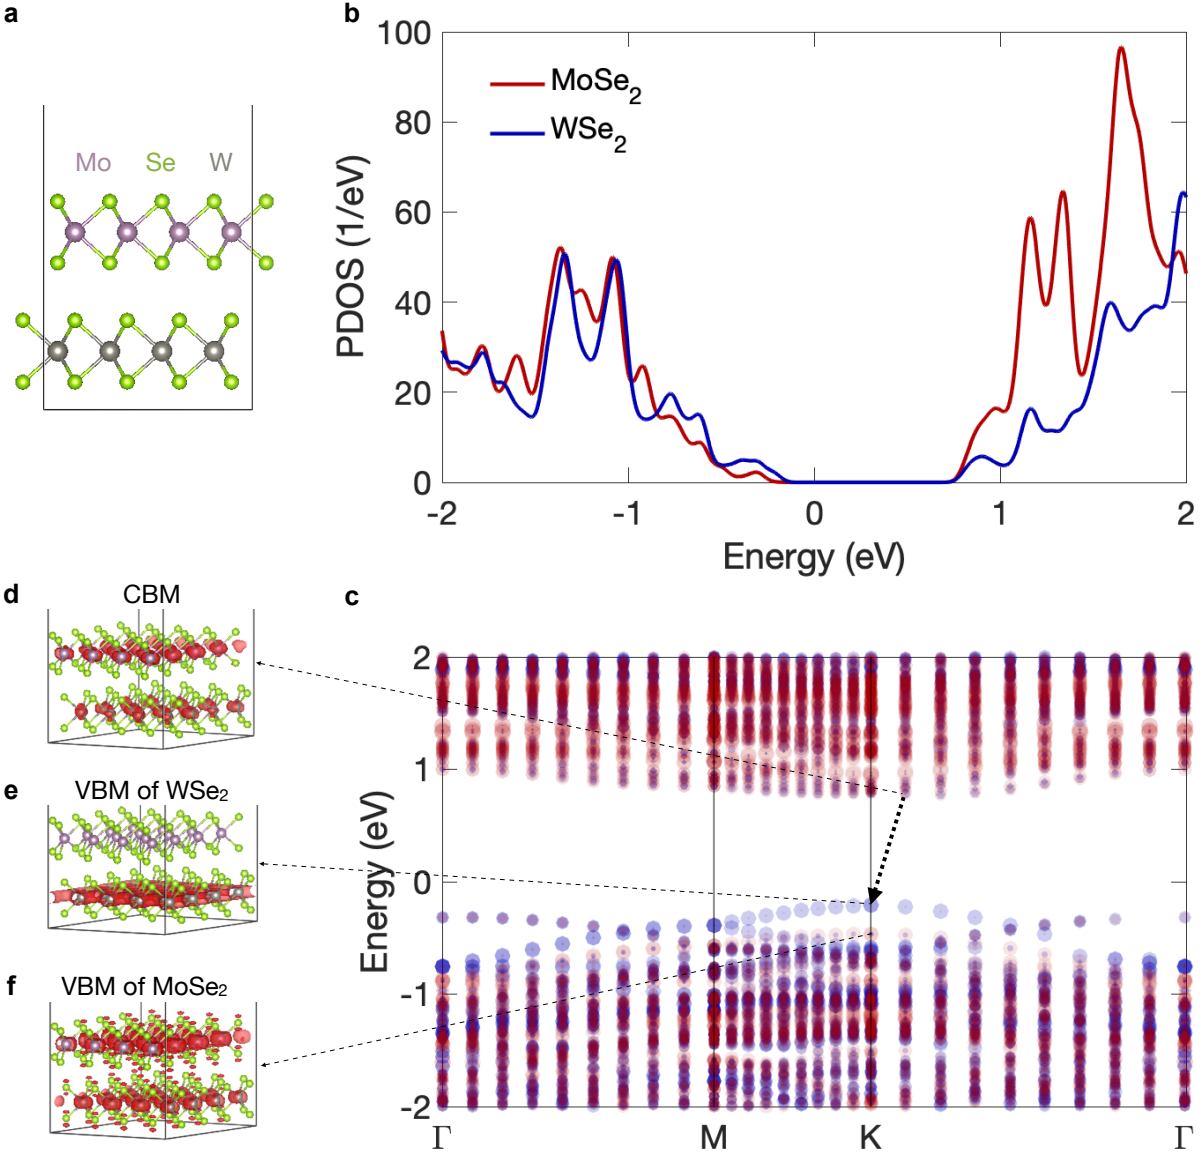 a
Mo Se W
b
100
80
60
40
20
0
PDOS (1/eV)
MoSe₂
WSe₂
-2 -1 0 1 2
Energy (eV)
d
CBM
e
VBM of WSe₂
f
VBM of MoSe₂
c
2
1
0
-1
-2
Energy (eV)
Γ M K Γ